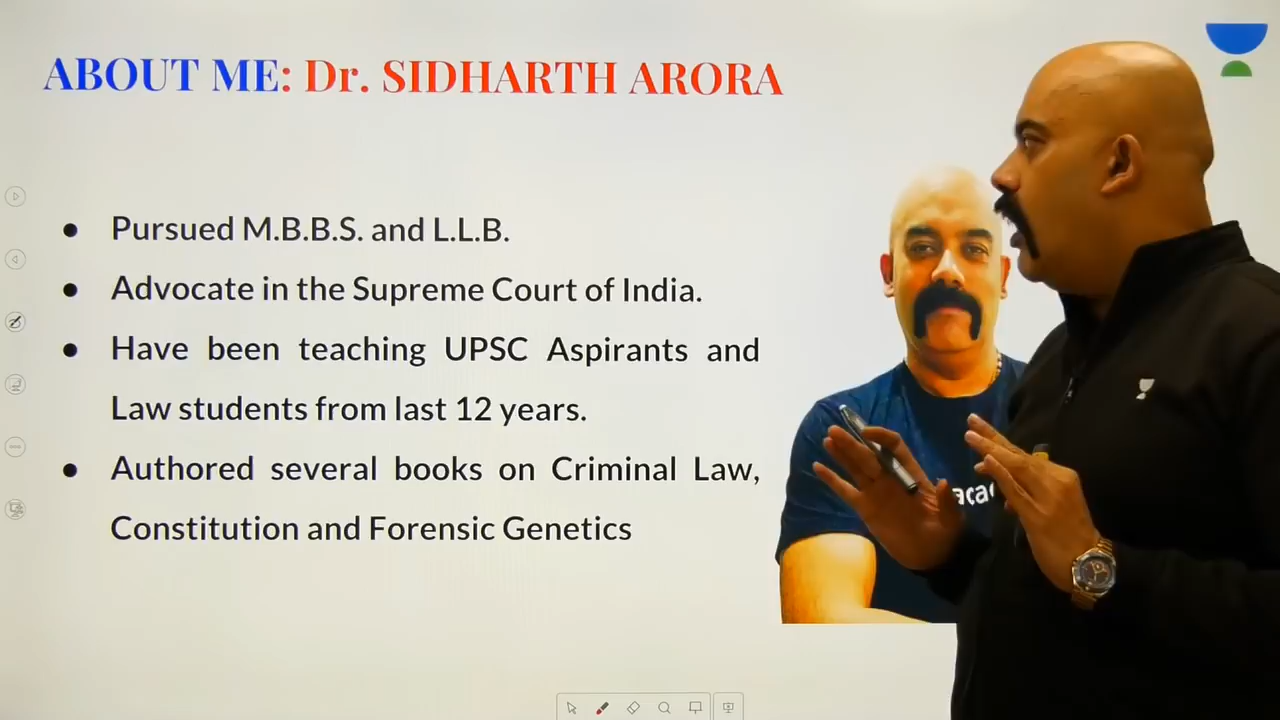 ABOUT ME: Dr. SIDHARTH ARORA
• Pursued M.B.B.S. and L.L.B.
• Advocate in the Supreme Court of India.
• Have been teaching UPSC Aspirants and
Law students from last 12 years.
• Authored several books on Criminal Law,
Constitution and Forensic Genetics
aca